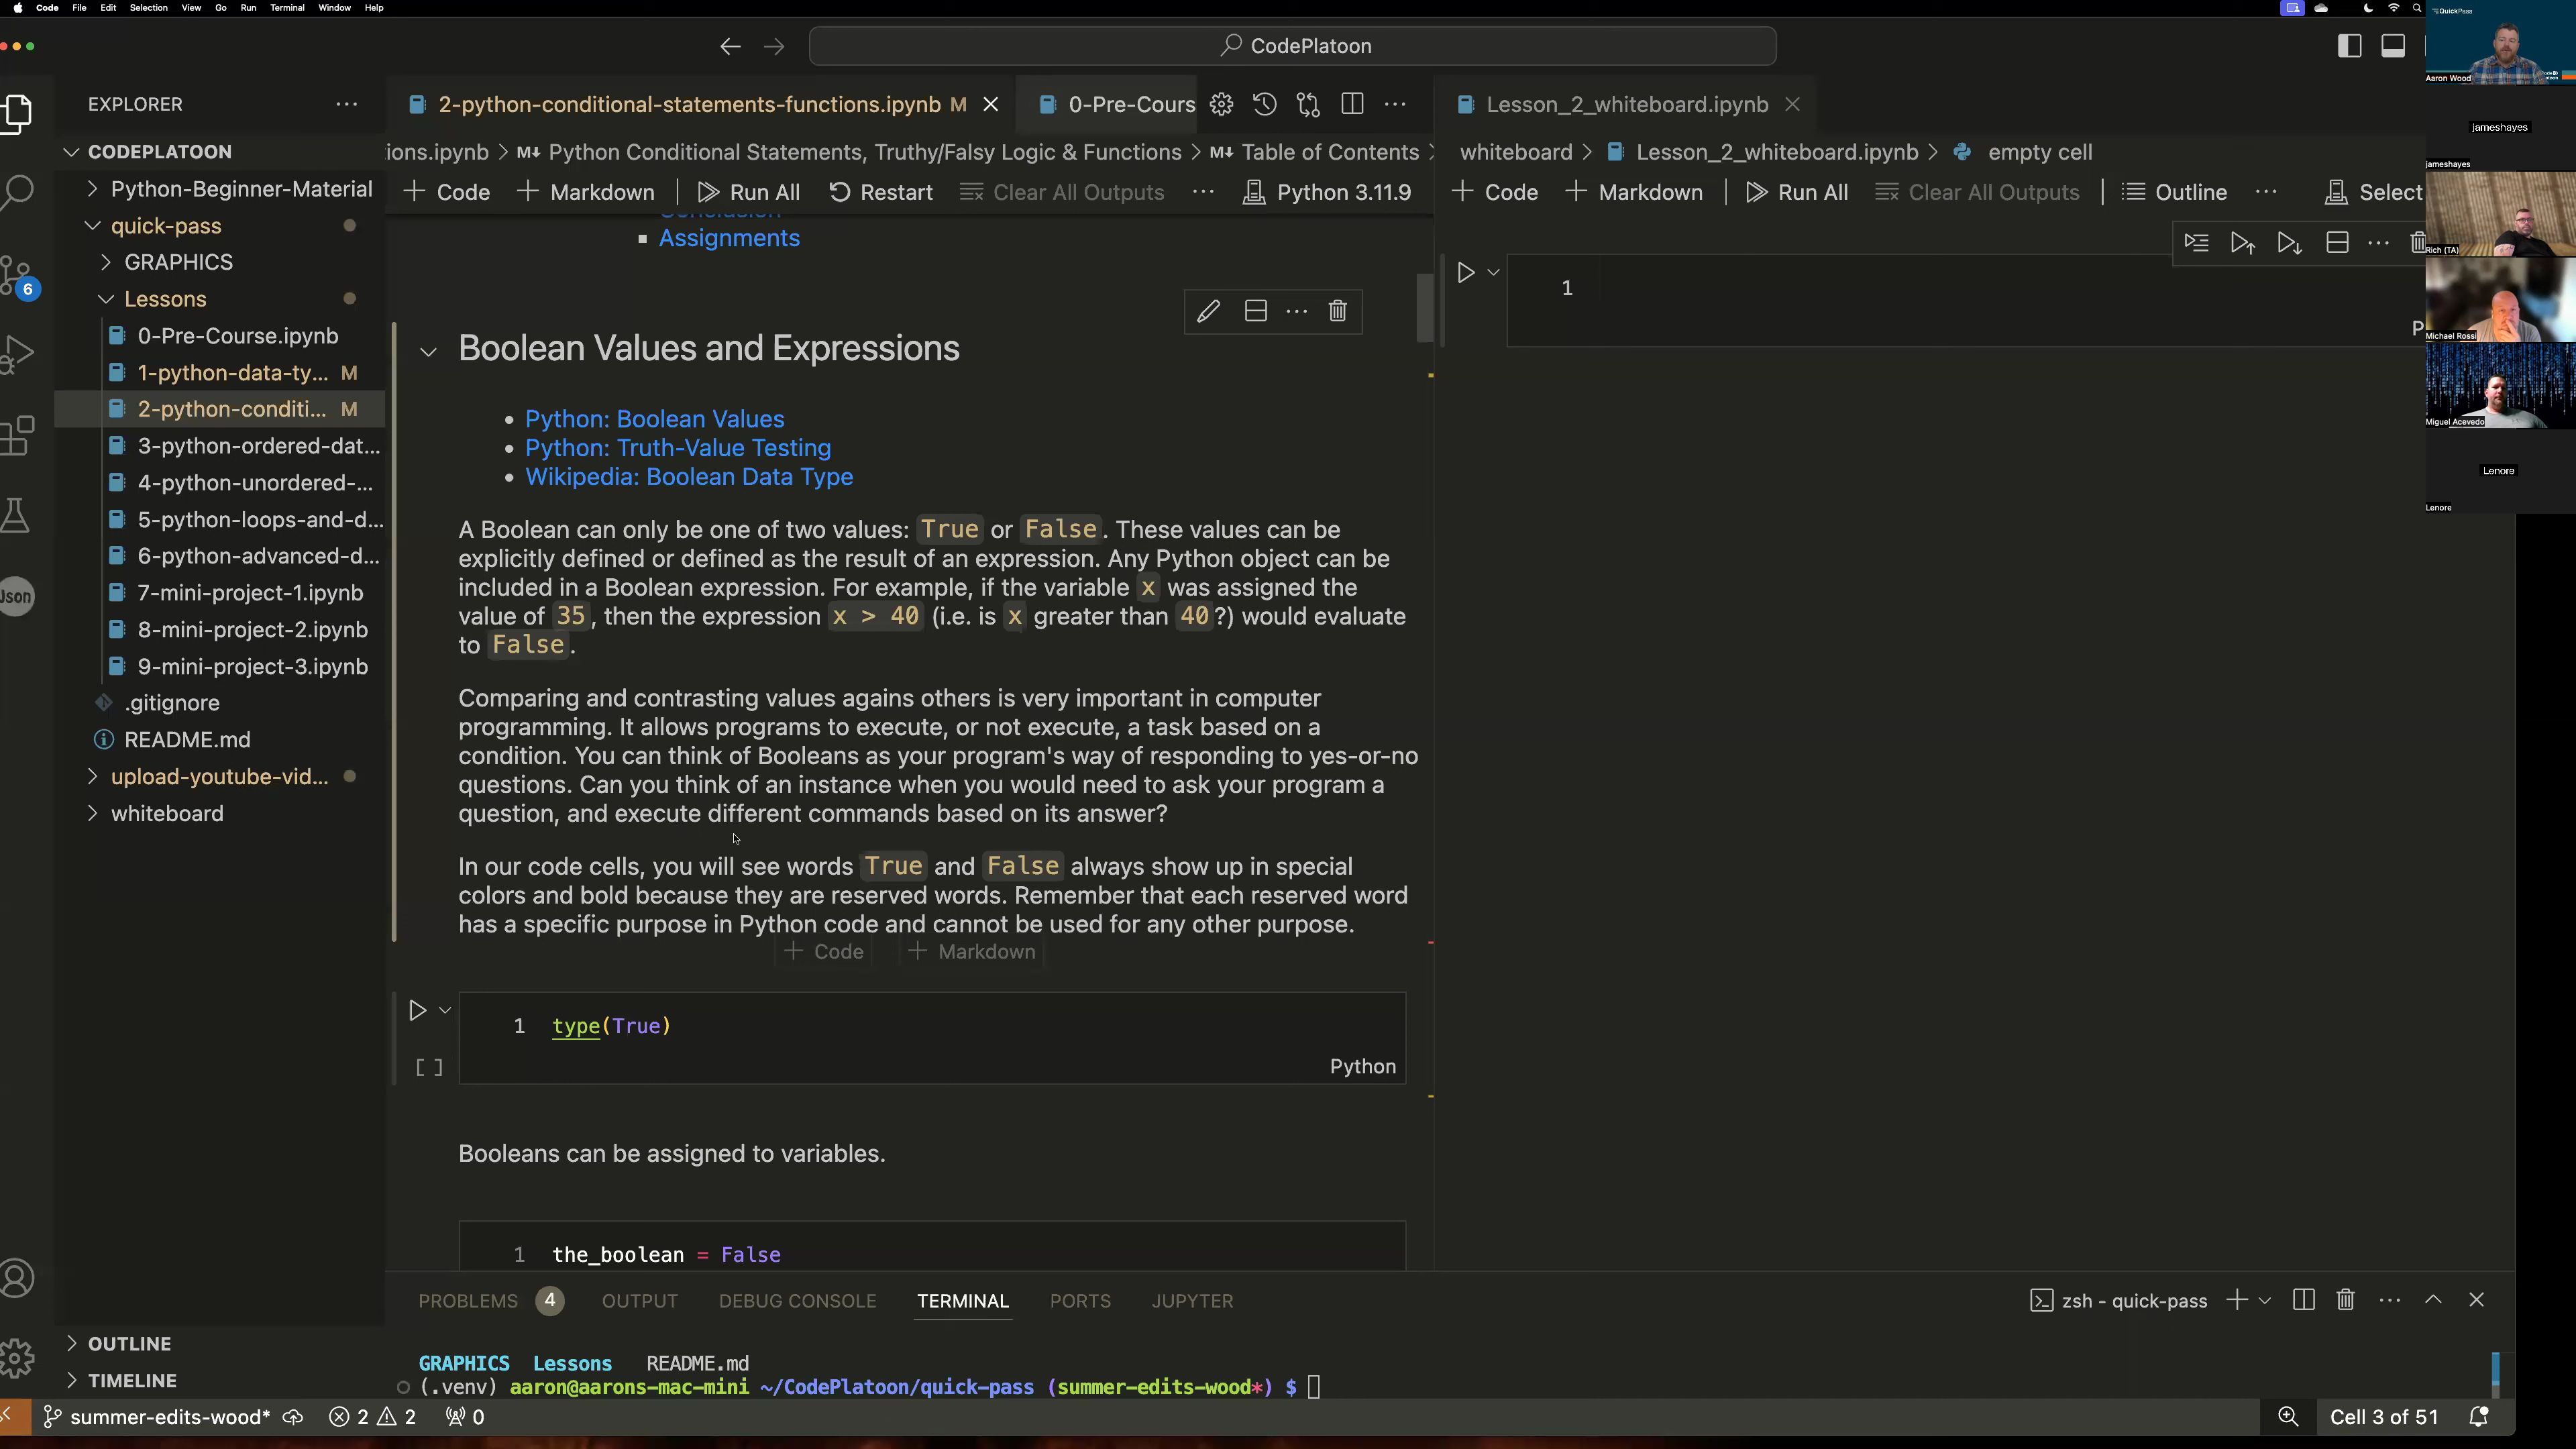 Code File Edit Selection View Go Run Terminal Window Help
CodePlatoon
EXPLORER
CODEPLATOON
Python-Beginner-Material
quick-pass
GRAPHICS
Lessons
0-Pre-Course.ipynb
1-python-data-ty... M
2-python-conditi... M
3-python-ordered-dat...
4-python-unordered-...
5-python-loops-and-d...
6-python-advanced-d...
7-mini-project-1.ipynb
8-mini-project-2.ipynb
9-mini-project-3.ipynb
.gitignore
README.md
upload-youtube-vid...
whiteboard
OUTLINE
TIMELINE
6
Json
2-python-conditional-statements-functions.ipynb M
0-Pre-Cours
ions.ipynb > M↓ Python Conditional Statements, Truthy/Falsy Logic & Functions > M↓ Table of Contents
+ Code + Markdown | Run All Restart Clear All Outputs ... Python 3.11.9
Conclusion
Assignments
Boolean Values and Expressions
Python: Boolean Values
Python: Truth-Value Testing
Wikipedia: Boolean Data Type
A Boolean can only be one of two values: True or False. These values can be
explicitly defined or defined as the result of an expression. Any Python object can be
included in a Boolean expression. For example, if the variable x was assigned the
value of 35, then the expression x > 40 (i.e. is x greater than 40?) would evaluate
to False.
Comparing and contrasting values agains others is very important in computer
programming. It allows programs to execute, or not execute, a task based on a
condition. You can think of Booleans as your program's way of responding to yes-or-no
questions. Can you think of an instance when you would need to ask your program a
question, and execute different commands based on its answer?
In our code cells, you will see words True and False always show up in special
colors and bold because they are reserved words. Remember that each reserved word
has a specific purpose in Python code and cannot be used for any other purpose.
+ Code + Markdown
1 type(True)
[ ]
Python
Booleans can be assigned to variables.
1 the_boolean = False
Lesson_2_whiteboard.ipynb
whiteboard > Lesson_2_whiteboard.ipynb > empty cell
+ Code + Markdown | Run All Clear All Outputs | Outline ... Select
1
P
QuickPass
Aaron Wood
jameshayes
jameshayes
Rich (TA)
Michael Rossi
Miguel Acevedo
Lenore
Lenore
PROBLEMS 4 OUTPUT DEBUG CONSOLE TERMINAL PORTS JUPYTER
zsh - quick-pass
GRAPHICS Lessons README.md
(.venv) aaron@aarons-mac-mini ~/CodePlatoon/quick-pass (summer-edits-wood*) $
summer-edits-wood* 2 2 0
Cell 3 of 51